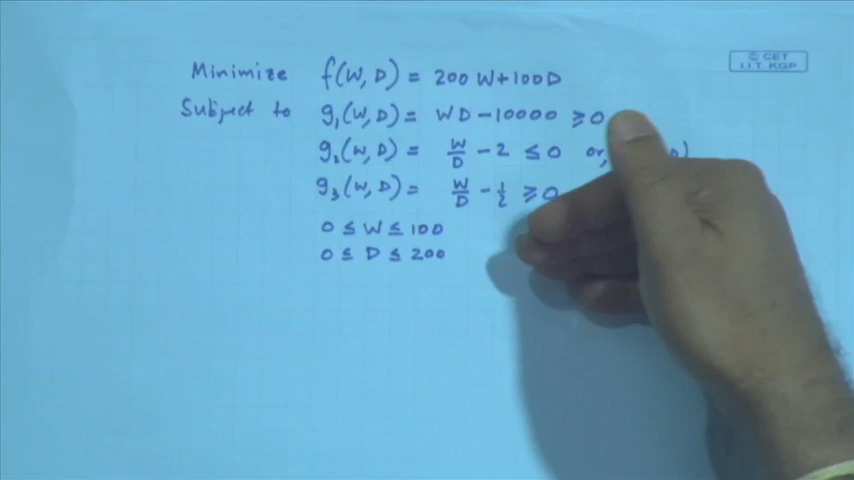 © CET
I.I.T. KGP
Minimize f(W, D) = 200 W + 100 D
Subject to g₁(W, D) = WD - 10000 ≥ 0
g₂(W, D) = W/D - 2 ≤ 0 or,
g₃(W, D) = W/D - 1/2 ≥ 0
0 ≤ W ≤ 100
0 ≤ D ≤ 200